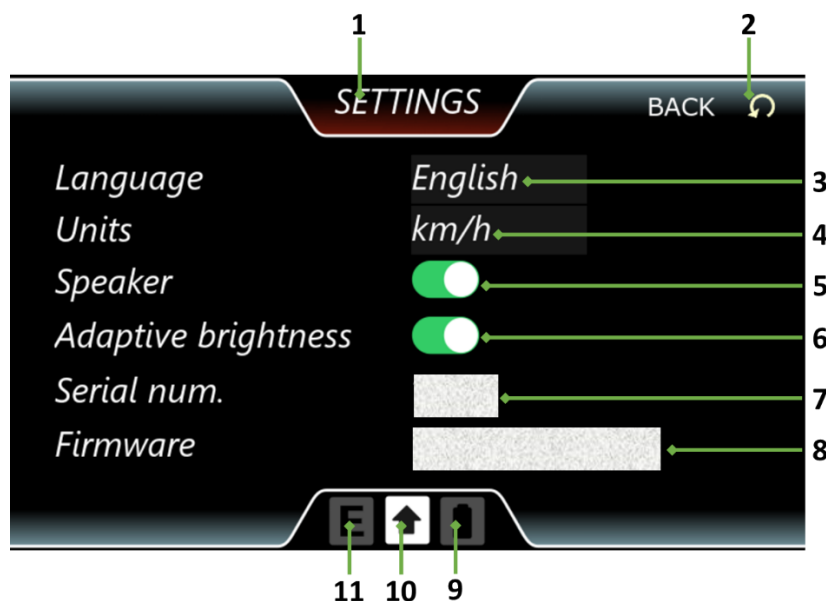 1 2
SETTINGS BACK
Language English 3
Units km/h 4
Speaker 5
Adaptive brightness 6
Serial num. 7
Firmware 8
E
11 10 9